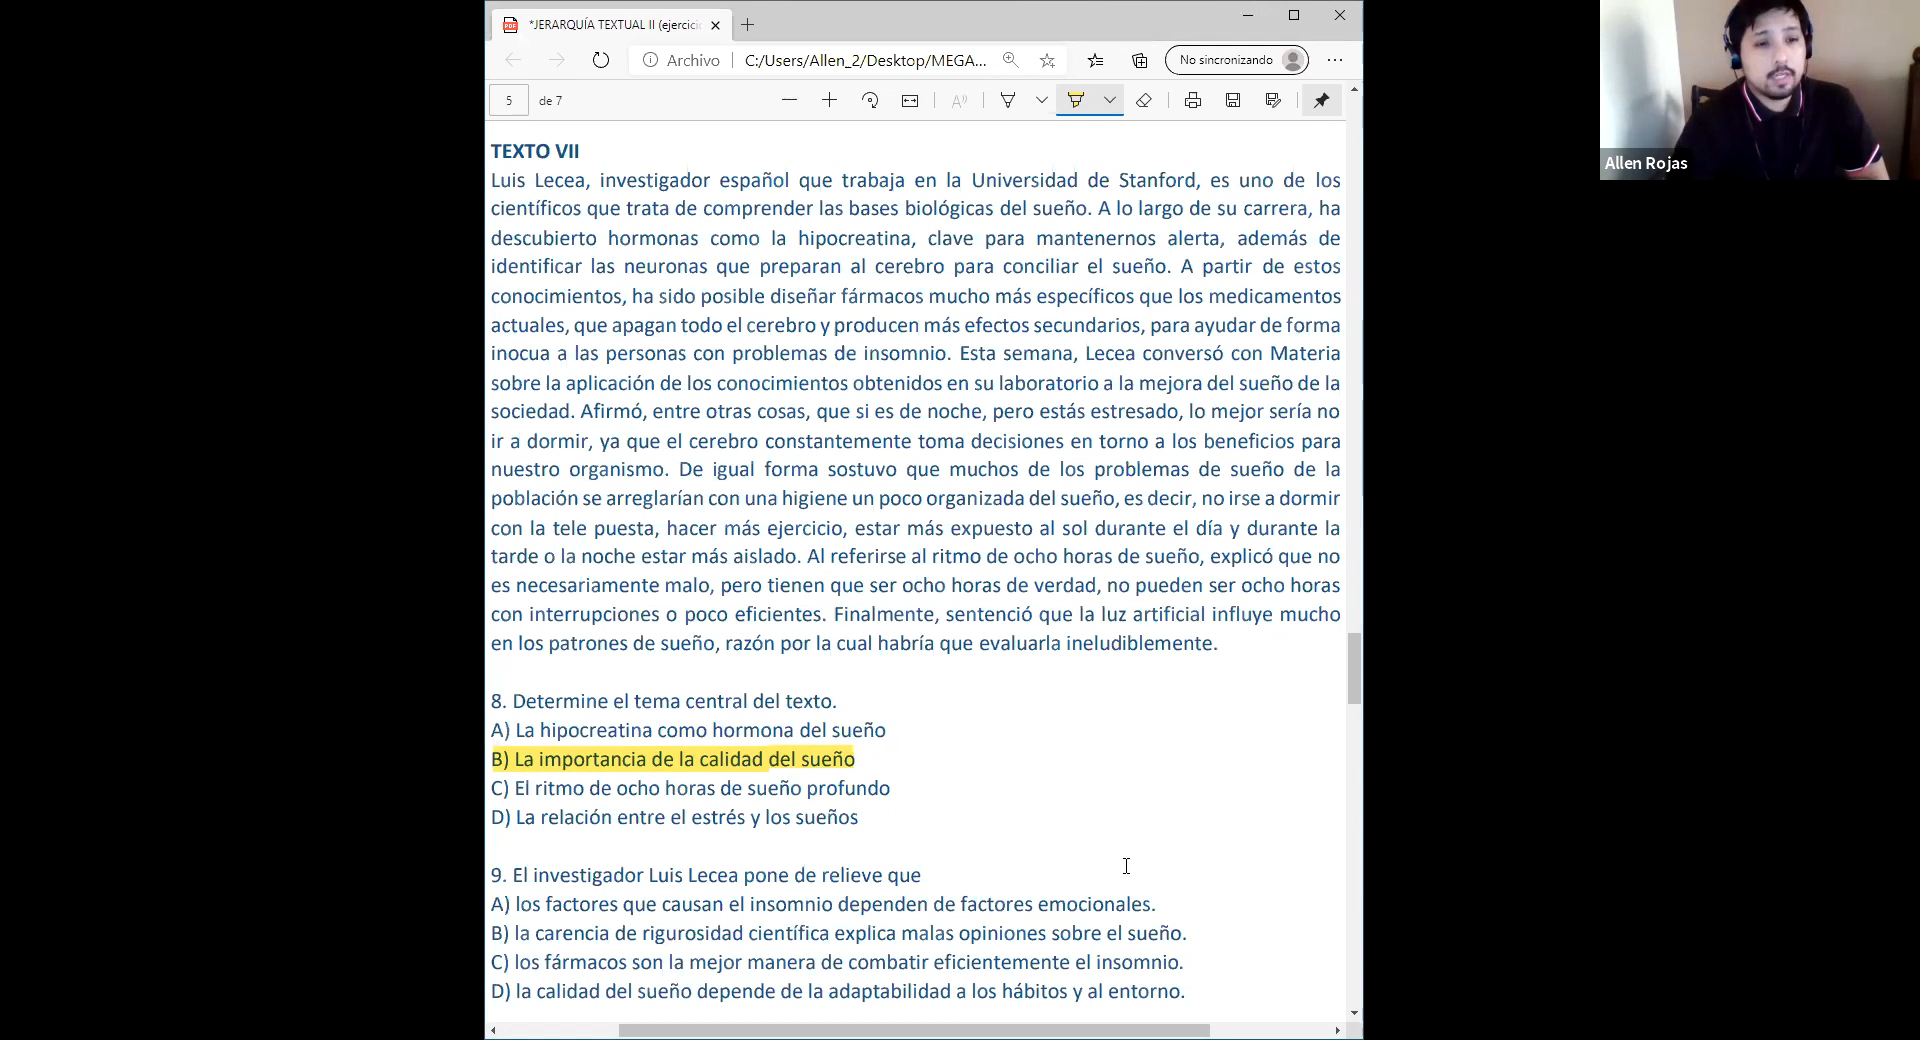 *JERARQUÍA TEXTUAL II (ejercici
Archivo
C:/Users/Allen_2/Desktop/MEGA...
No sincronizando
5 de 7
Allen Rojas
TEXTO VII
Luis Lecea, investigador español que trabaja en la Universidad de Stanford, es uno de los
científicos que trata de comprender las bases biológicas del sueño. A lo largo de su carrera, ha
descubierto hormonas como la hipocreatina, clave para mantenernos alerta, además de
identificar las neuronas que preparan al cerebro para conciliar el sueño. A partir de estos
conocimientos, ha sido posible diseñar fármacos mucho más específicos que los medicamentos
actuales, que apagan todo el cerebro y producen más efectos secundarios, para ayudar de forma
inocua a las personas con problemas de insomnio. Esta semana, Lecea conversó con Materia
sobre la aplicación de los conocimientos obtenidos en su laboratorio a la mejora del sueño de la
sociedad. Afirmó, entre otras cosas, que si es de noche, pero estás estresado, lo mejor sería no
ir a dormir, ya que el cerebro constantemente toma decisiones en torno a los beneficios para
nuestro organismo. De igual forma sostuvo que muchos de los problemas de sueño de la
población se arreglarían con una higiene un poco organizada del sueño, es decir, no irse a dormir
con la tele puesta, hacer más ejercicio, estar más expuesto al sol durante el día y durante la
tarde o la noche estar más aislado. Al referirse al ritmo de ocho horas de sueño, explicó que no
es necesariamente malo, pero tienen que ser ocho horas de verdad, no pueden ser ocho horas
con interrupciones o poco eficientes. Finalmente, sentenció que la luz artificial influye mucho
en los patrones de sueño, razón por la cual habría que evaluarla ineludiblemente.
8. Determine el tema central del texto.
A) La hipocreatina como hormona del sueño
B) La importancia de la calidad del sueño
C) El ritmo de ocho horas de sueño profundo
D) La relación entre el estrés y los sueños
9. El investigador Luis Lecea pone de relieve que
A) los factores que causan el insomnio dependen de factores emocionales.
B) la carencia de rigurosidad científica explica malas opiniones sobre el sueño.
C) los fármacos son la mejor manera de combatir eficientemente el insomnio.
D) la calidad del sueño depende de la adaptabilidad a los hábitos y al entorno.